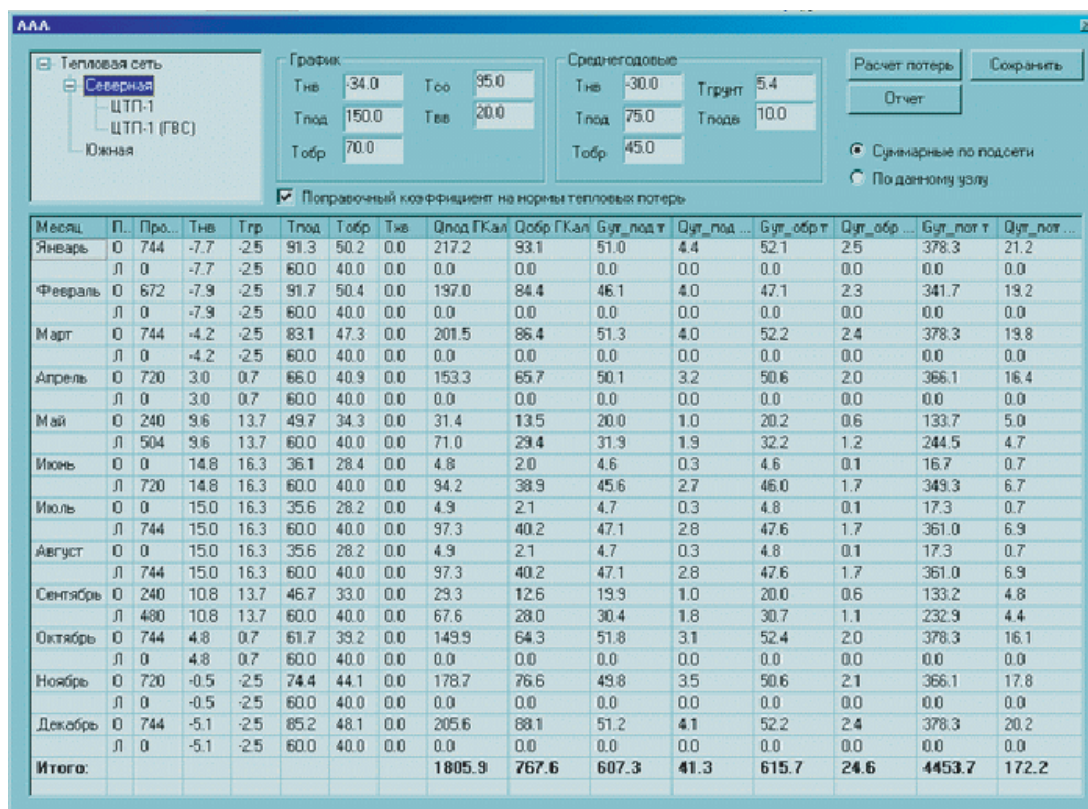 ААА
Тепловая сеть
Северная
ЦТП-1
ЦТП-1 (ГВС)
Южная
График
Тнв -34.0 Тсо 95.0
Тпод 150.0 Твв 20.0
Тобр 70.0
Среднегодовые
Тнв -30.0 Тгрунт 5.4
Тпод 75.0 Тподв 10.0
Тобр 45.0
Расчет потерь Сохранить
Отчет
Суммарные по подсети
По данному узлу
Поправочный коэффициент на нормы тепловых потерь
Месяц П.. Про... Тнв Тгр Тпод Тобр Тхв Qпод ГКал Qобр ГКал Gут_под т Qут_под ... Gут_обр т Qут_обр ... Gут_пот т Qут_пот ...
Январь О 744 -7.7 -2.5 91.3 50.2 0.0 217.2 93.1 51.0 4.4 52.1 2.5 378.3 21.2
Л 0 -7.7 -2.5 60.0 40.0 0.0 0.0 0.0 0.0 0.0 0.0 0.0 0.0 0.0
Февраль О 672 -7.9 -2.5 91.7 50.4 0.0 197.0 84.4 46.1 4.0 47.1 2.3 341.7 19.2
Л 0 -7.9 -2.5 60.0 40.0 0.0 0.0 0.0 0.0 0.0 0.0 0.0 0.0 0.0
Март О 744 -4.2 -2.5 83.1 47.3 0.0 201.5 86.4 51.3 4.0 52.2 2.4 378.3 19.8
Л 0 -4.2 -2.5 60.0 40.0 0.0 0.0 0.0 0.0 0.0 0.0 0.0 0.0 0.0
Апрель О 720 3.0 0.7 66.0 40.9 0.0 153.3 65.7 50.1 3.2 50.6 2.0 366.1 16.4
Л 0 3.0 0.7 60.0 40.0 0.0 0.0 0.0 0.0 0.0 0.0 0.0 0.0 0.0
Май О 240 9.6 13.7 49.7 34.3 0.0 31.4 13.5 20.0 1.0 20.2 0.6 133.7 5.0
Л 504 9.6 13.7 60.0 40.0 0.0 71.0 29.4 31.9 1.9 32.2 1.2 244.5 4.7
Июнь О 0 14.8 16.3 36.1 28.4 0.0 4.8 2.0 4.6 0.3 4.6 0.1 16.7 0.7
Л 720 14.8 16.3 60.0 40.0 0.0 94.2 38.9 45.6 2.7 46.0 1.7 349.3 6.7
Июль О 0 15.0 16.3 35.6 28.2 0.0 4.9 2.1 4.7 0.3 4.8 0.1 17.3 0.7
Л 744 15.0 16.3 60.0 40.0 0.0 97.3 40.2 47.1 2.8 47.6 1.7 361.0 6.9
Август О 0 15.0 16.3 35.6 28.2 0.0 4.9 2.1 4.7 0.3 4.8 0.1 17.3 0.7
Л 744 15.0 16.3 60.0 40.0 0.0 97.3 40.2 47.1 2.8 47.6 1.7 361.0 6.9
Сентябрь О 240 10.8 13.7 46.7 33.0 0.0 29.3 12.6 19.9 1.0 20.0 0.6 133.2 4.8
Л 480 10.8 13.7 60.0 40.0 0.0 67.6 28.0 30.4 1.8 30.7 1.1 232.9 4.4
Октябрь О 744 4.8 0.7 61.7 39.2 0.0 149.9 64.3 51.8 3.1 52.4 2.0 378.3 16.1
Л 0 4.8 0.7 60.0 40.0 0.0 0.0 0.0 0.0 0.0 0.0 0.0 0.0 0.0
Ноябрь О 720 -0.5 -2.5 74.4 44.1 0.0 178.7 76.6 49.8 3.5 50.6 2.1 366.1 17.8
Л 0 -0.5 -2.5 60.0 40.0 0.0 0.0 0.0 0.0 0.0 0.0 0.0 0.0 0.0
Декабрь О 744 -5.1 -2.5 85.2 48.1 0.0 205.6 88.1 51.2 4.1 52.2 2.4 378.3 20.2
Л 0 -5.1 -2.5 60.0 40.0 0.0 0.0 0.0 0.0 0.0 0.0 0.0 0.0 0.0
Итого: 1805.9 767.6 607.3 41.3 615.7 24.6 4453.7 172.2